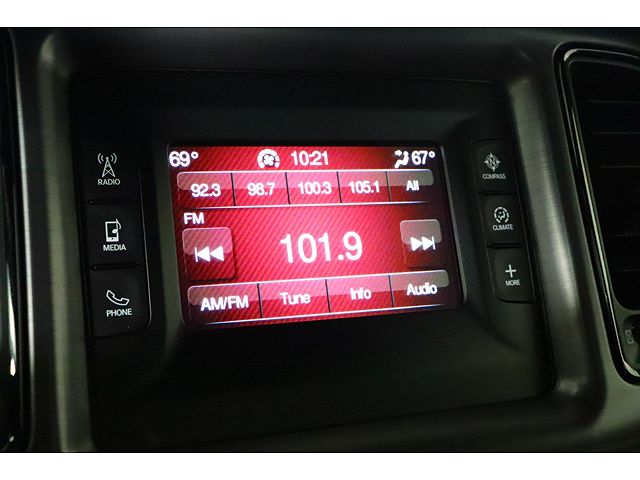 69° 10:21 67°
92.3 98.7 100.3 105.1 All
FM
101.9
AM/FM Tune Info Audio
RADIO
MEDIA
PHONE
N
COMPASS
CLIMATE
+
MORE